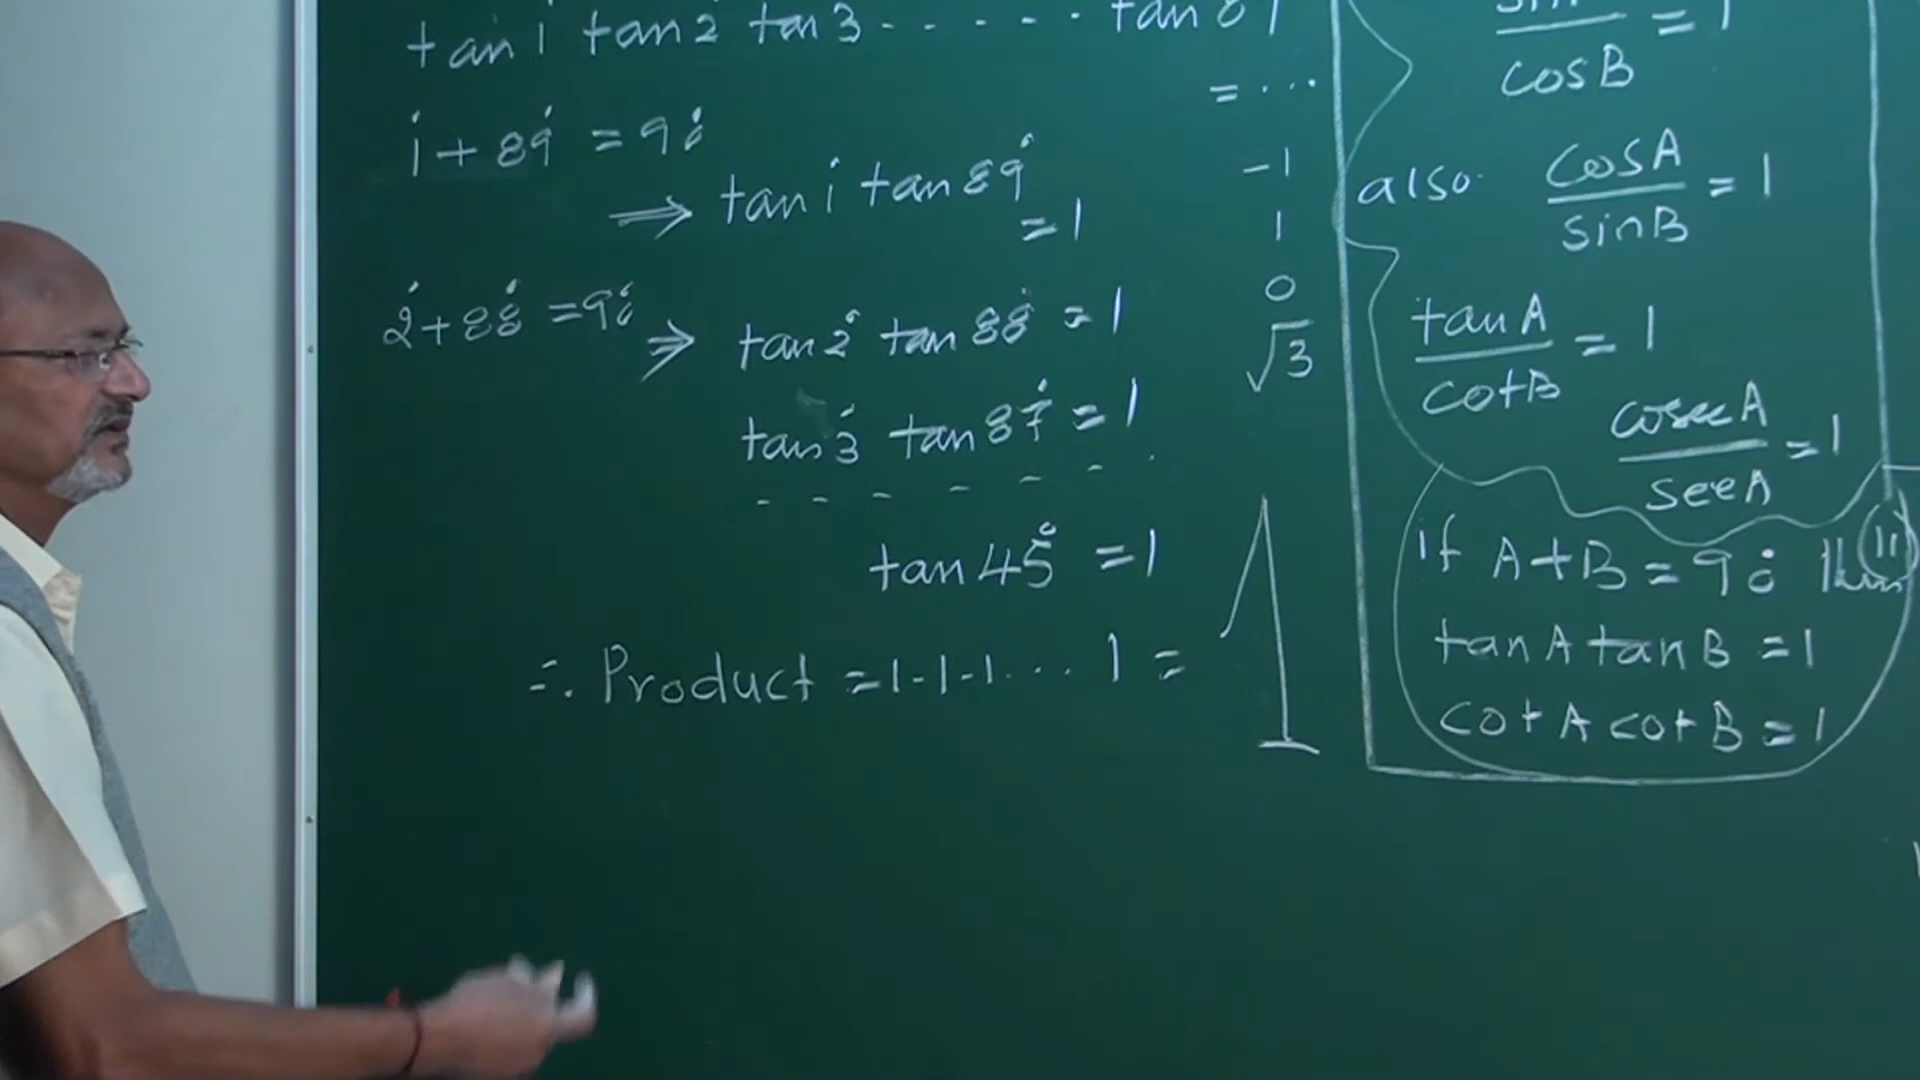 tan 1° tan 2° tan 3 - - - - - - tan 89
= ...
1° + 89° = 90°
⇒ tan 1° tan 89°
= 1
2° + 88° = 90°
⇒ tan 2° tan 88° = 1
tan 3° tan 87° = 1
- - - - - - .
tan 45° = 1
∴ Product = 1·1·1 ... 1 = 1
-1
1
0
√3
sin
cos B
= 1
also cos A / sin B = 1
tan A / cot B = 1
cosec A / sec A = 1
if A + B = 90° then (11)
tan A tan B = 1
cot A cot B = 1